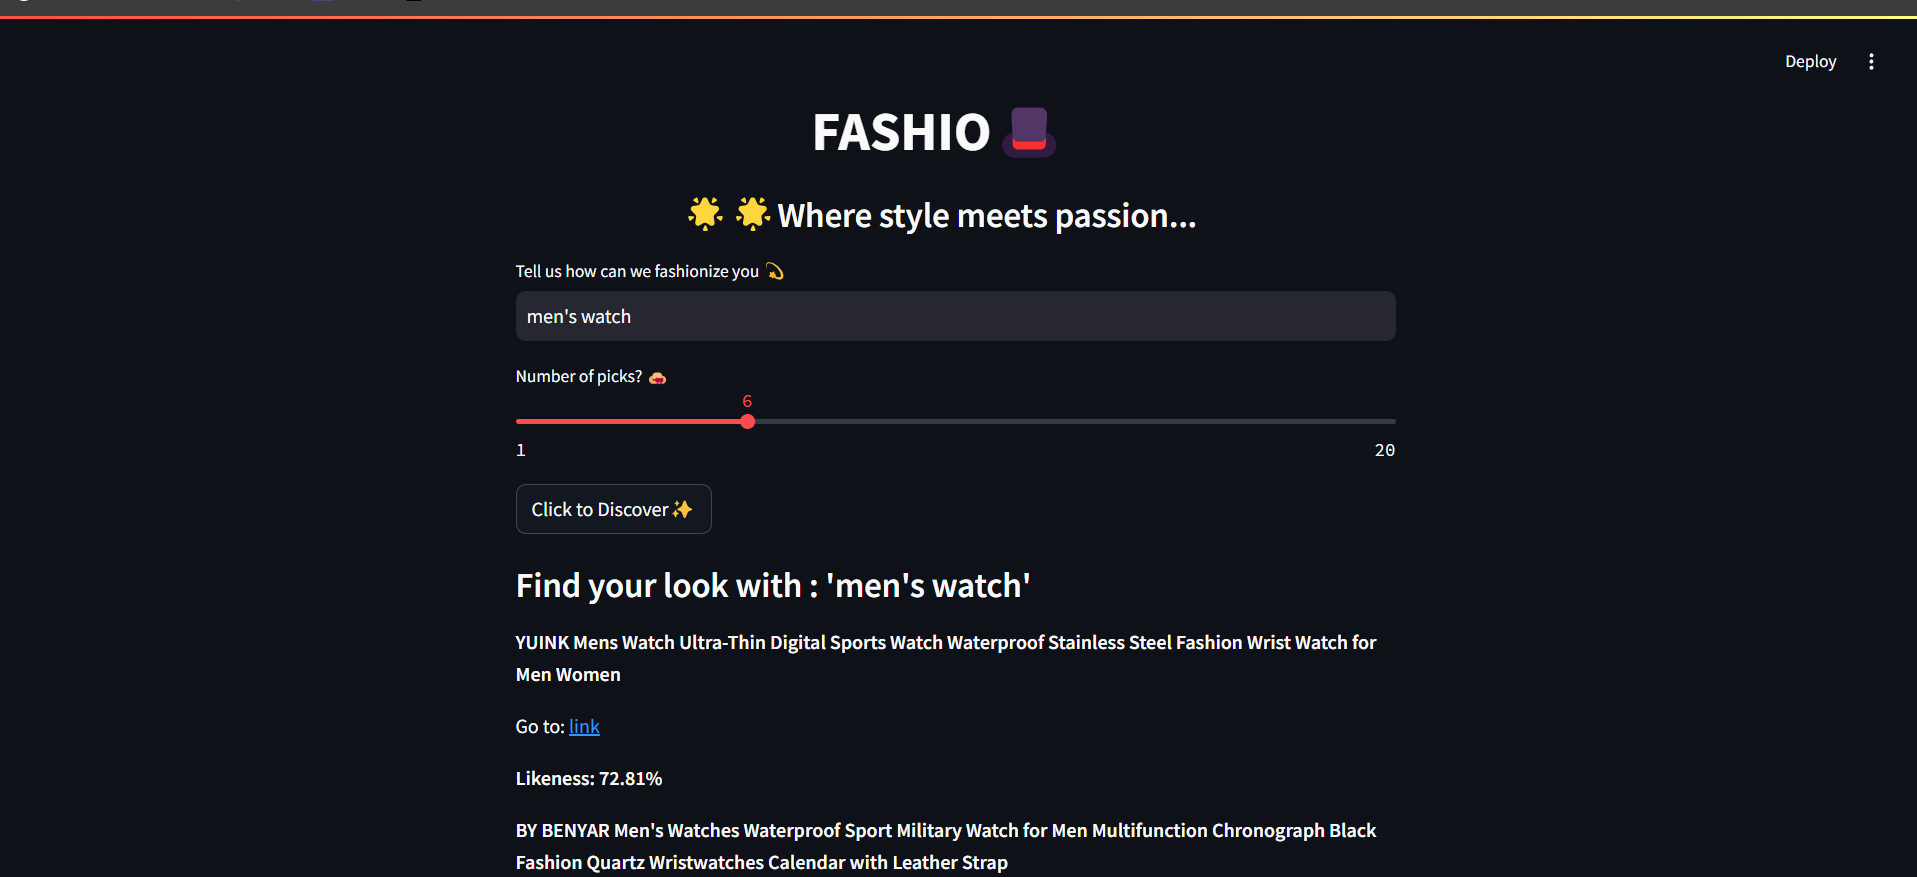 Deploy
FASHIO
Where style meets passion...
Tell us how can we fashionize you
men's watch
Number of picks?
6
1
20
Click to Discover
Find your look with : 'men's watch'
YUINK Mens Watch Ultra-Thin Digital Sports Watch Waterproof Stainless Steel Fashion Wrist Watch for
Men Women
Go to: link
Likeness: 72.81%
BY BENYAR Men's Watches Waterproof Sport Military Watch for Men Multifunction Chronograph Black
Fashion Quartz Wristwatches Calendar with Leather Strap